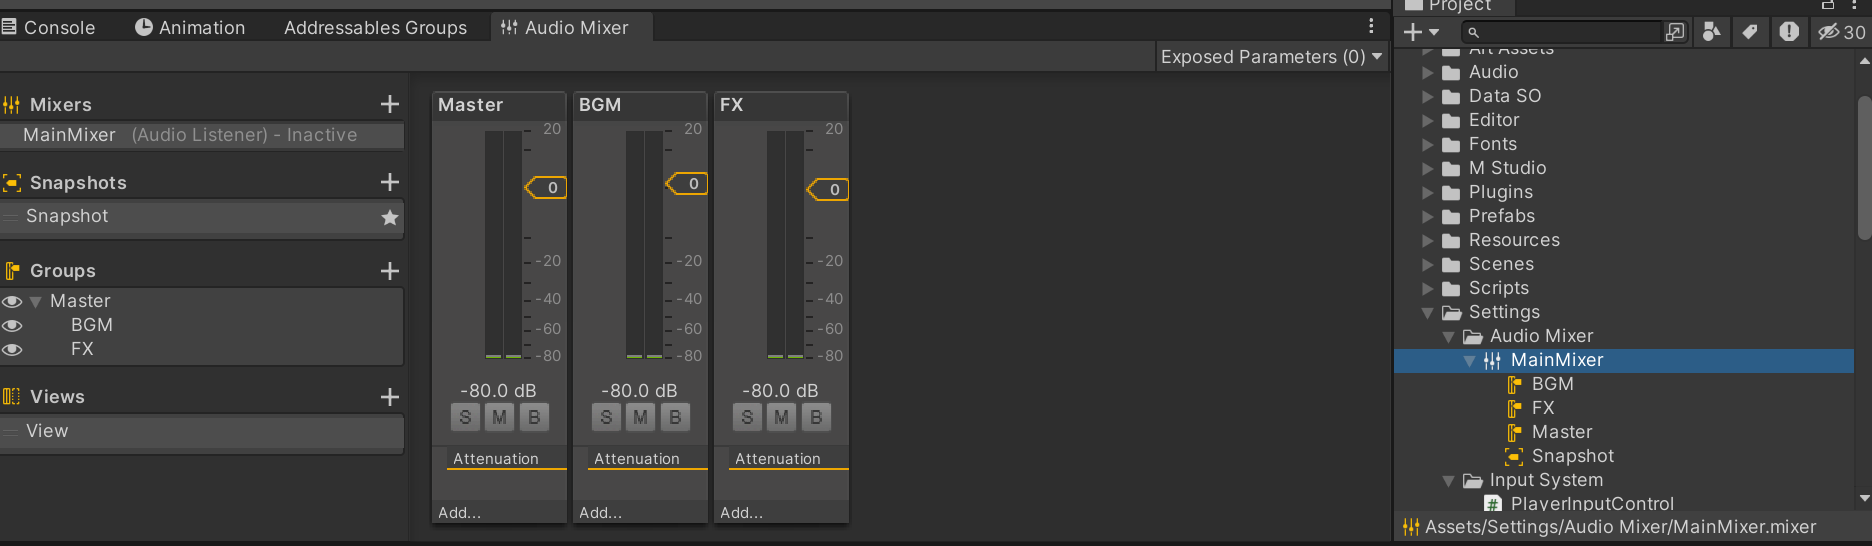 Console
Animation
Addressables Groups
Audio Mixer
Exposed Parameters (0)
Mixers
MainMixer (Audio Listener) - Inactive
Snapshots
Snapshot
Groups
Master
BGM
FX
Views
View
Master
20
0
-20
-40
-60
-80
-80.0 dB
S M B
Attenuation
Add...
BGM
20
0
-20
-40
-60
-80
-80.0 dB
S M B
Attenuation
Add...
FX
20
0
-20
-40
-60
-80
-80.0 dB
S M B
Attenuation
Add...
Project
30
Art Assets
Audio
Data SO
Editor
Fonts
M Studio
Plugins
Prefabs
Resources
Scenes
Scripts
Settings
Audio Mixer
MainMixer
BGM
FX
Master
Snapshot
Input System
# PlayerInputControl
Assets/Settings/Audio Mixer/MainMixer.mixer